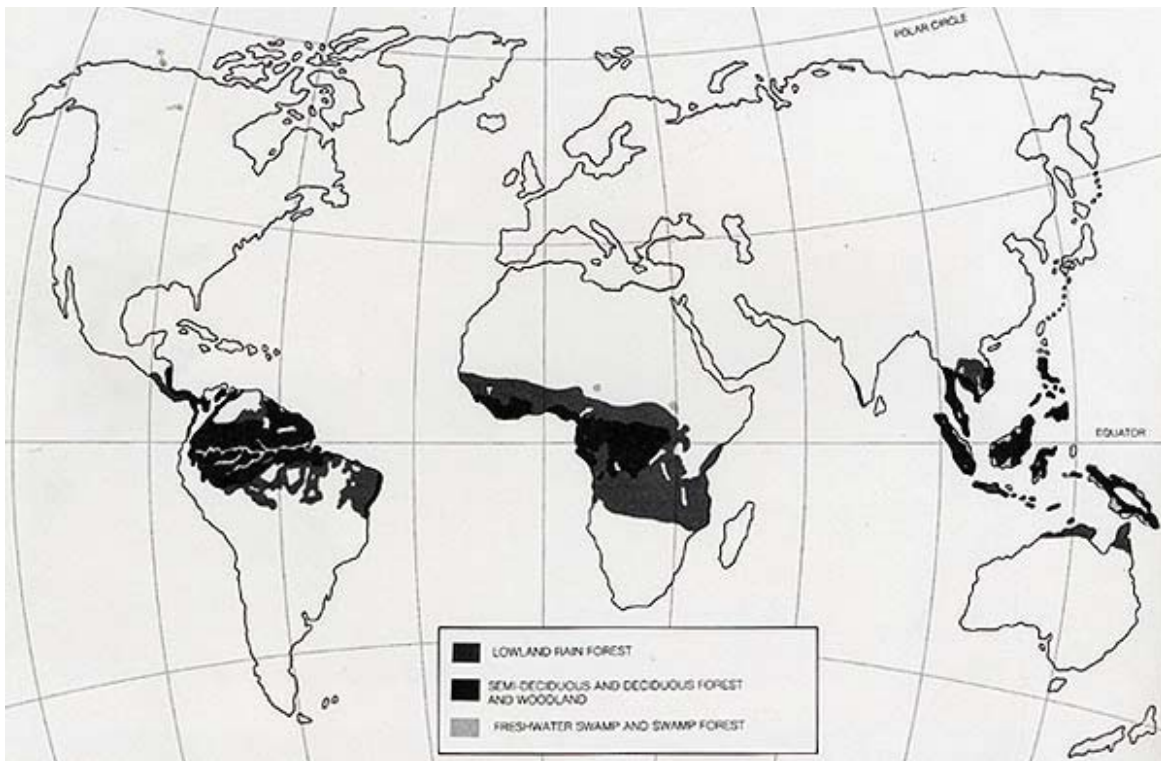 POLAR CIRCLE
EQUATOR
LOWLAND RAIN FOREST
SEMI-DECIDUOUS AND DECIDUOUS FOREST
AND WOODLAND
FRESHWATER SWAMP AND SWAMP FOREST